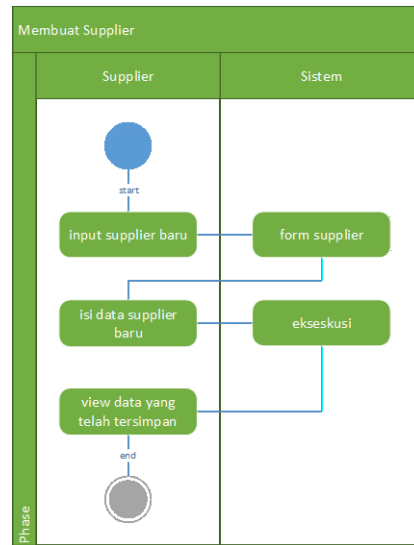 Membuat Supplier
Supplier
Sistem
start
input supplier baru
form supplier
isi data supplier
baru
ekseskusi
view data yang
telah tersimpan
end
Phase